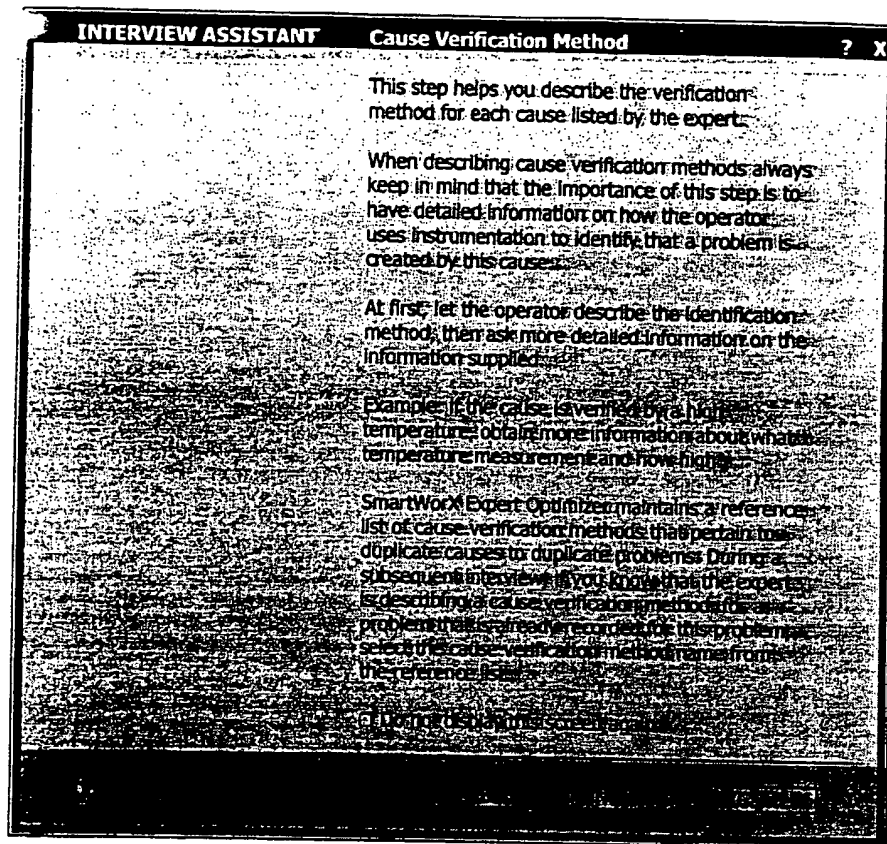 INTERVIEW ASSISTANT Cause Verification Method ? X
This step helps you describe the verification
method for each cause listed by the expert.
When describing cause verification methods always
keep in mind that the importance of this step is to
have detailed information on how the operator
uses instrumentation to identify that a problem is
created by this cause.
At first, let the operator describe the identification
method, then ask more detailed information on the
information supplied
Example: if the cause is verified by a high
temperature obtain more information about what
temperature measurement and how high.
SmartWorX Expert Optimizer maintains a reference
list of cause verification methods that pertain to
duplicate causes to duplicate problems. During a
subsequent interview if you know that the expert
is describing a cause verification method for a
problem that is already recorded for this problem
select the cause verification method name from
the reference list.
Do not display this screen